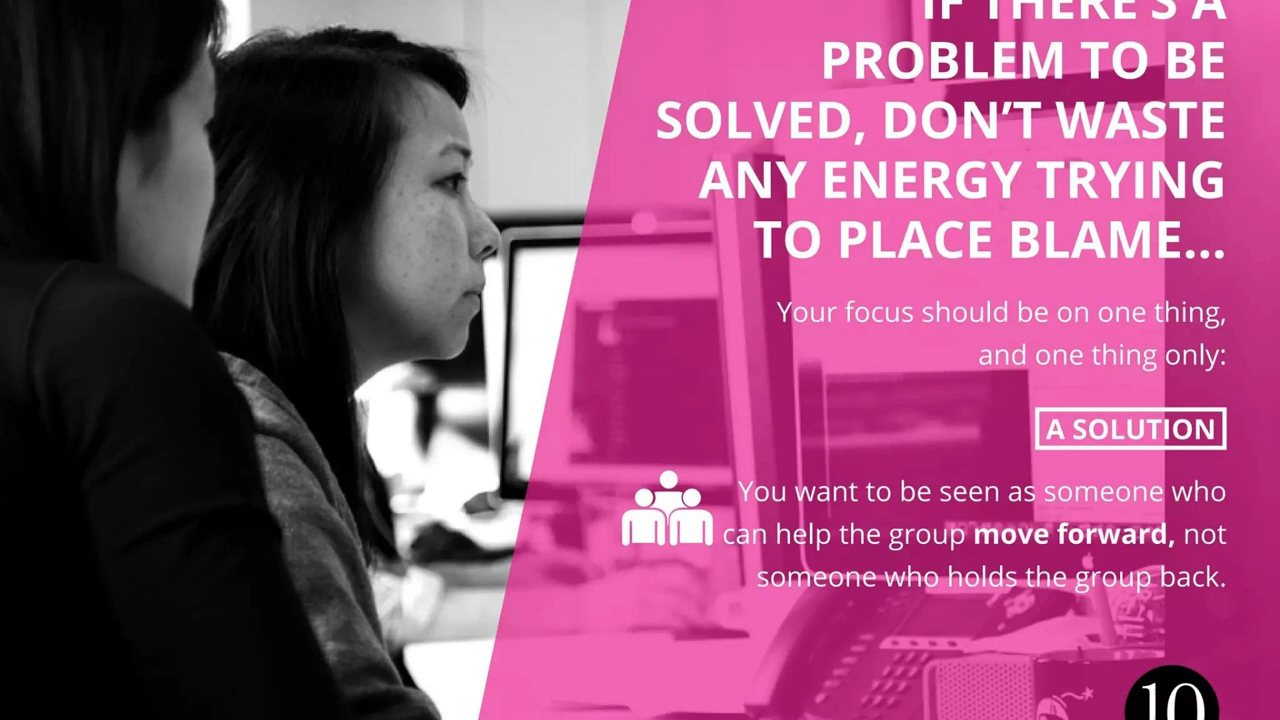 IF THERE'S A
PROBLEM TO BE
SOLVED, DON'T WASTE
ANY ENERGY TRYING
TO PLACE BLAME...
Your focus should be on one thing,
and one thing only:
A SOLUTION
You want to be seen as someone who
can help the group move forward, not
someone who holds the group back.
10